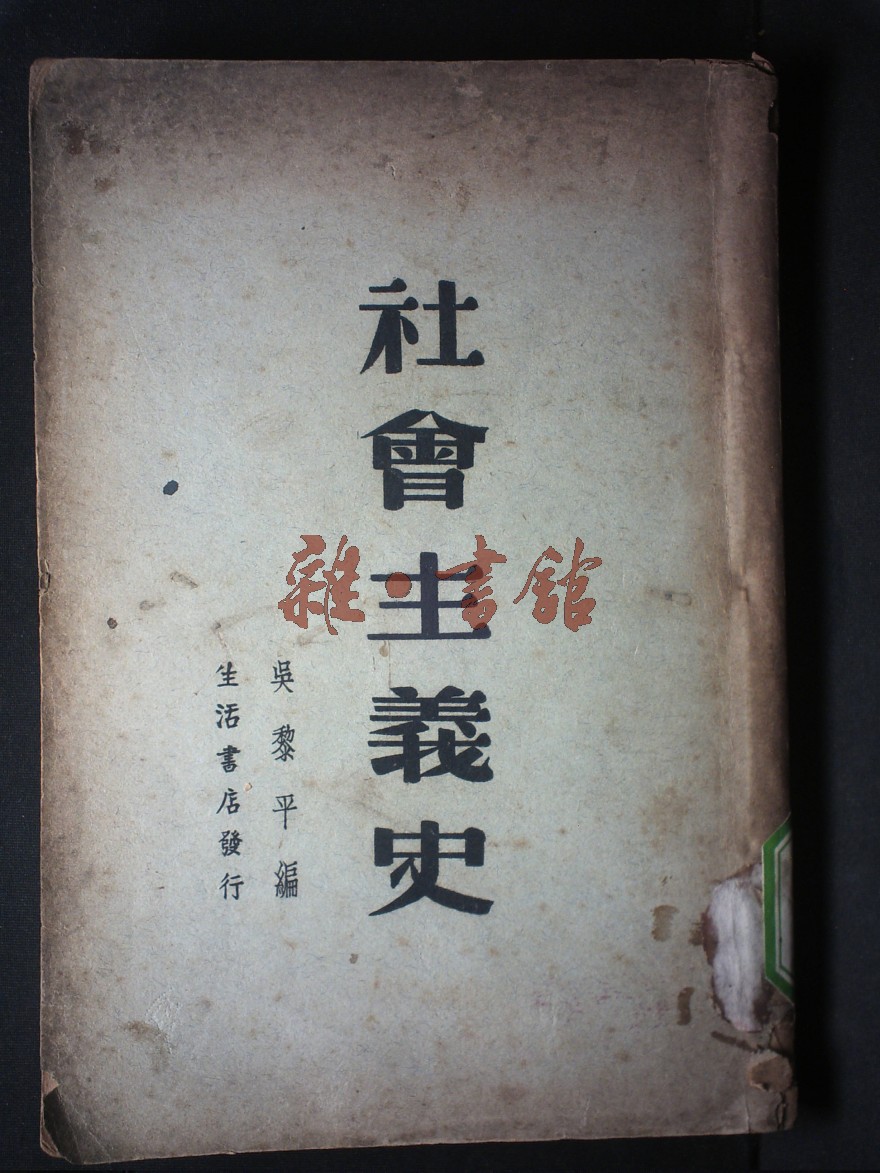 社會主義史
吳黎平編
生活書店發行
雜·書館